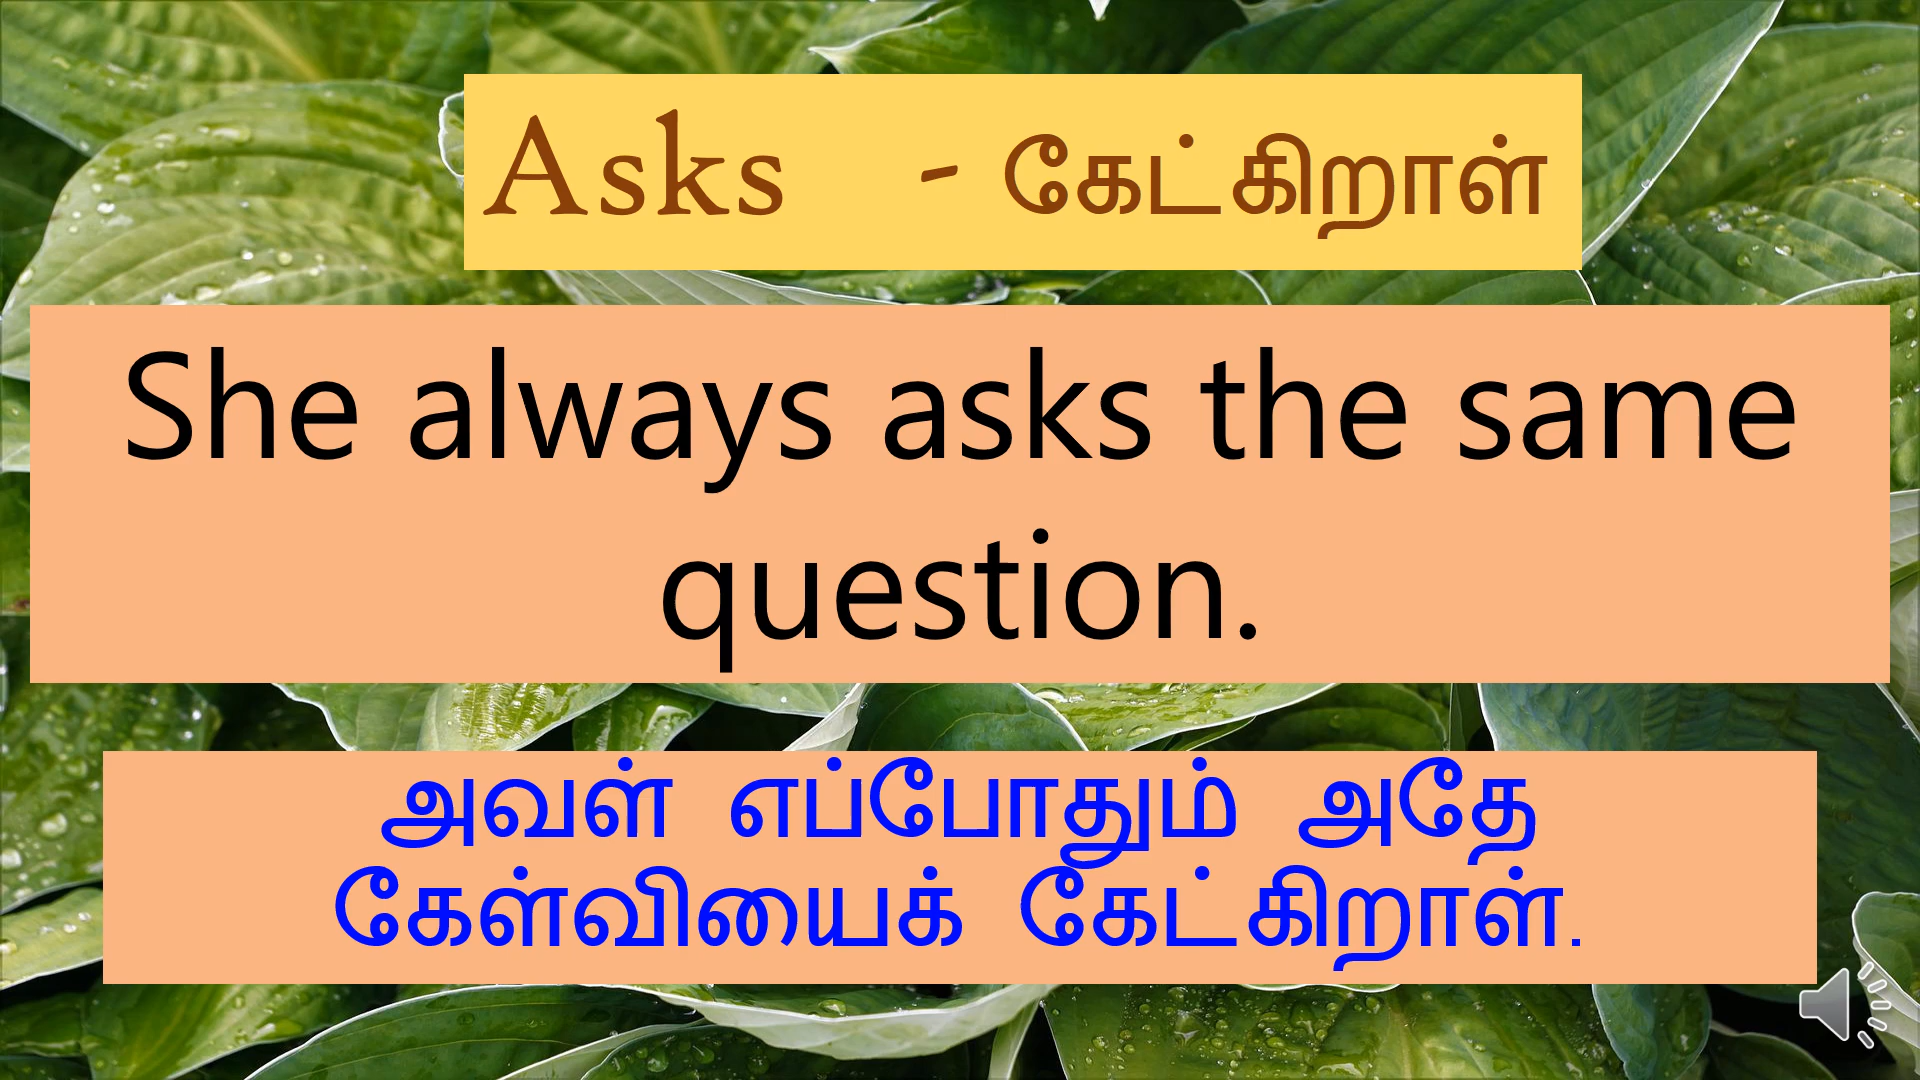 Asks - கேட்கிறாள்
She always asks the same
question.
அவள் எப்போதும் அதே
கேள்வியைக் கேட்கிறாள்.